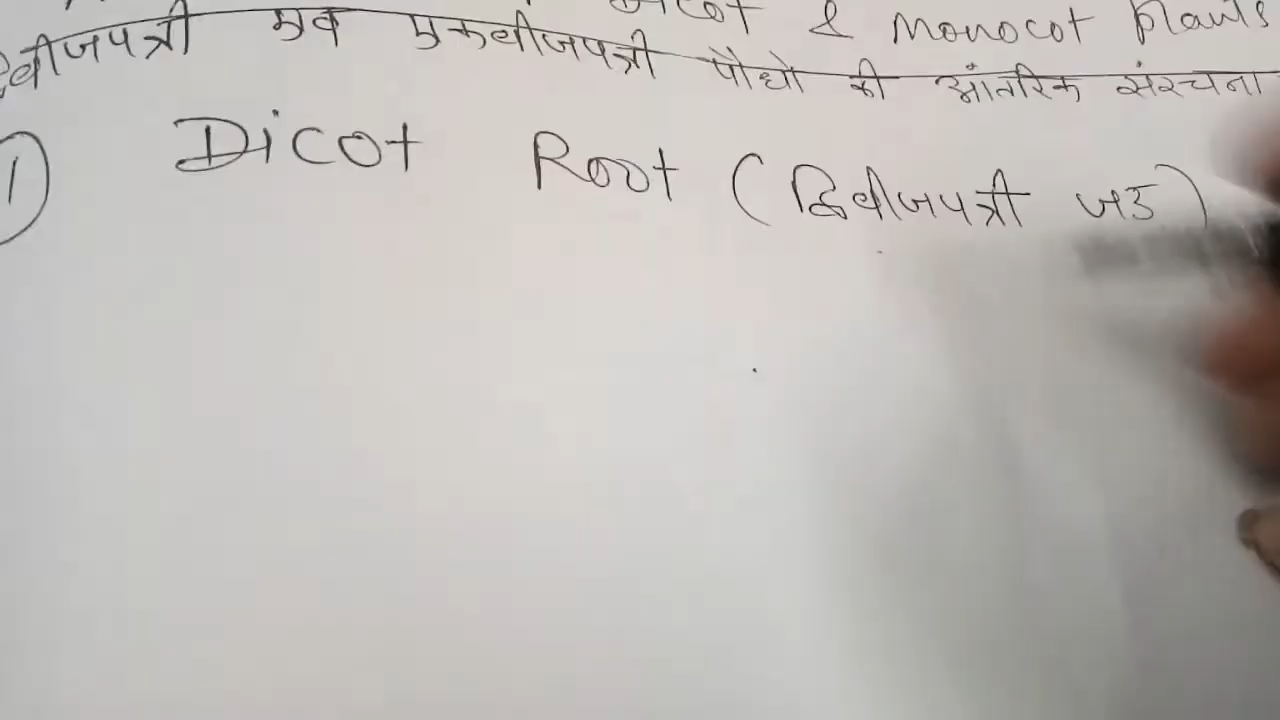 Dicot & Monocot Plants
द्विबीजपत्री एवं एकबीजपत्री पौधों की आंतरिक संरचना
① Dicot Root (द्विबीजपत्री जड़)